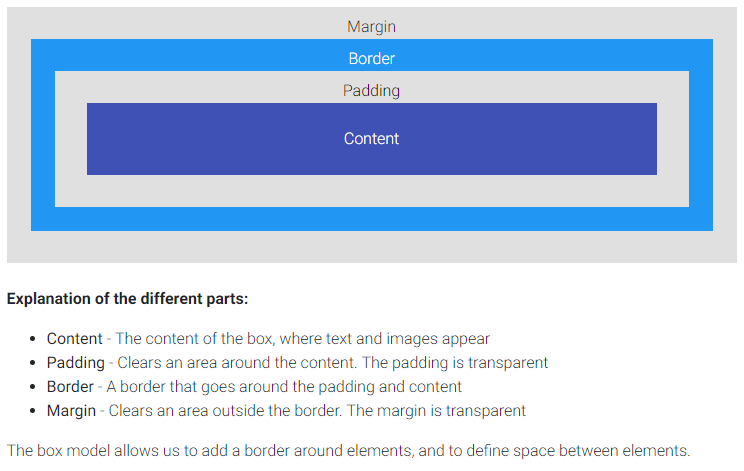 Margin
Border
Padding
Content
Explanation of the different parts:
• Content - The content of the box, where text and images appear
• Padding - Clears an area around the content. The padding is transparent
• Border - A border that goes around the padding and content
• Margin - Clears an area outside the border. The margin is transparent
The box model allows us to add a border around elements, and to define space between elements.